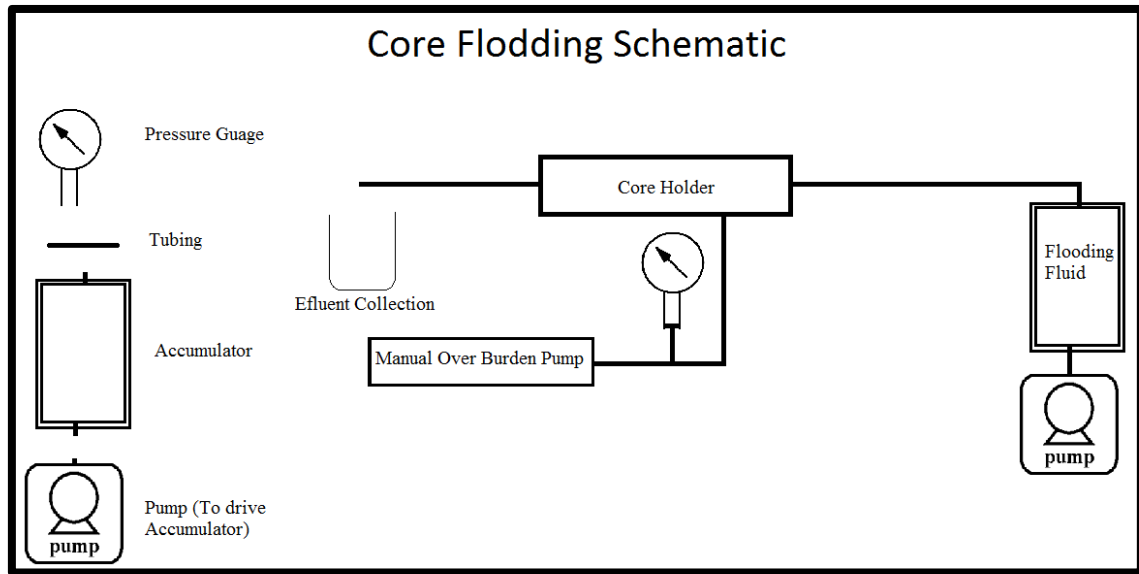 Core Flodding Schematic
Pressure Guage
Tubing
Accumulator
Pump (To drive
Accumulator)
pump
Core Holder
Efluent Collection
Manual Over Burden Pump
Flooding
Fluid
pump